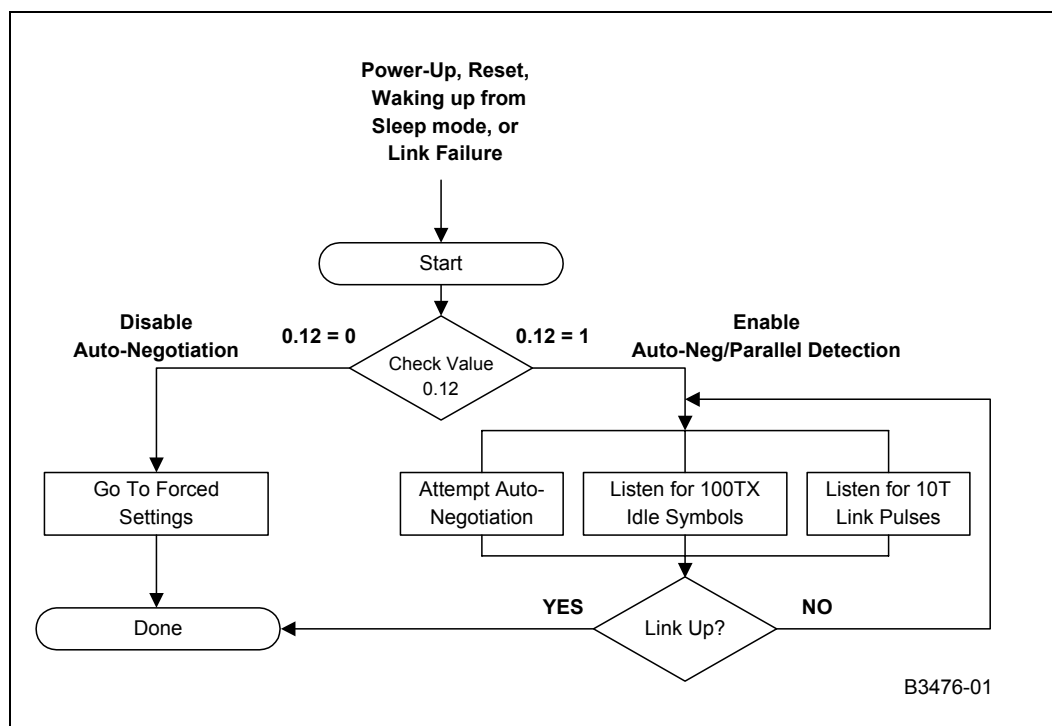 Power-Up, Reset,
Waking up from
Sleep mode, or
Link Failure
Start
Disable
Auto-Negotiation
0.12 = 0
0.12 = 1
Enable
Auto-Neg/Parallel Detection
Check Value
0.12
Go To Forced
Settings
Attempt Auto-
Negotiation
Listen for 100TX
Idle Symbols
Listen for 10T
Link Pulses
Done
YES
Link Up?
NO
B3476-01